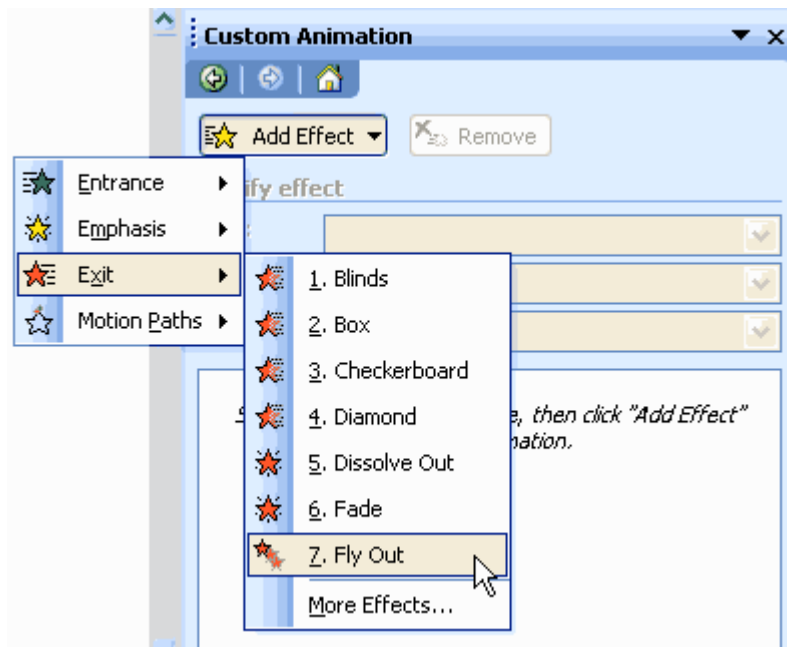 Custom Animation
Add Effect
Remove
ify effect
Entrance
Emphasis
Exit
Motion Paths
1. Blinds
2. Box
3. Checkerboard
4. Diamond
5. Dissolve Out
6. Fade
7. Fly Out
More Effects...
, then click "Add Effect"